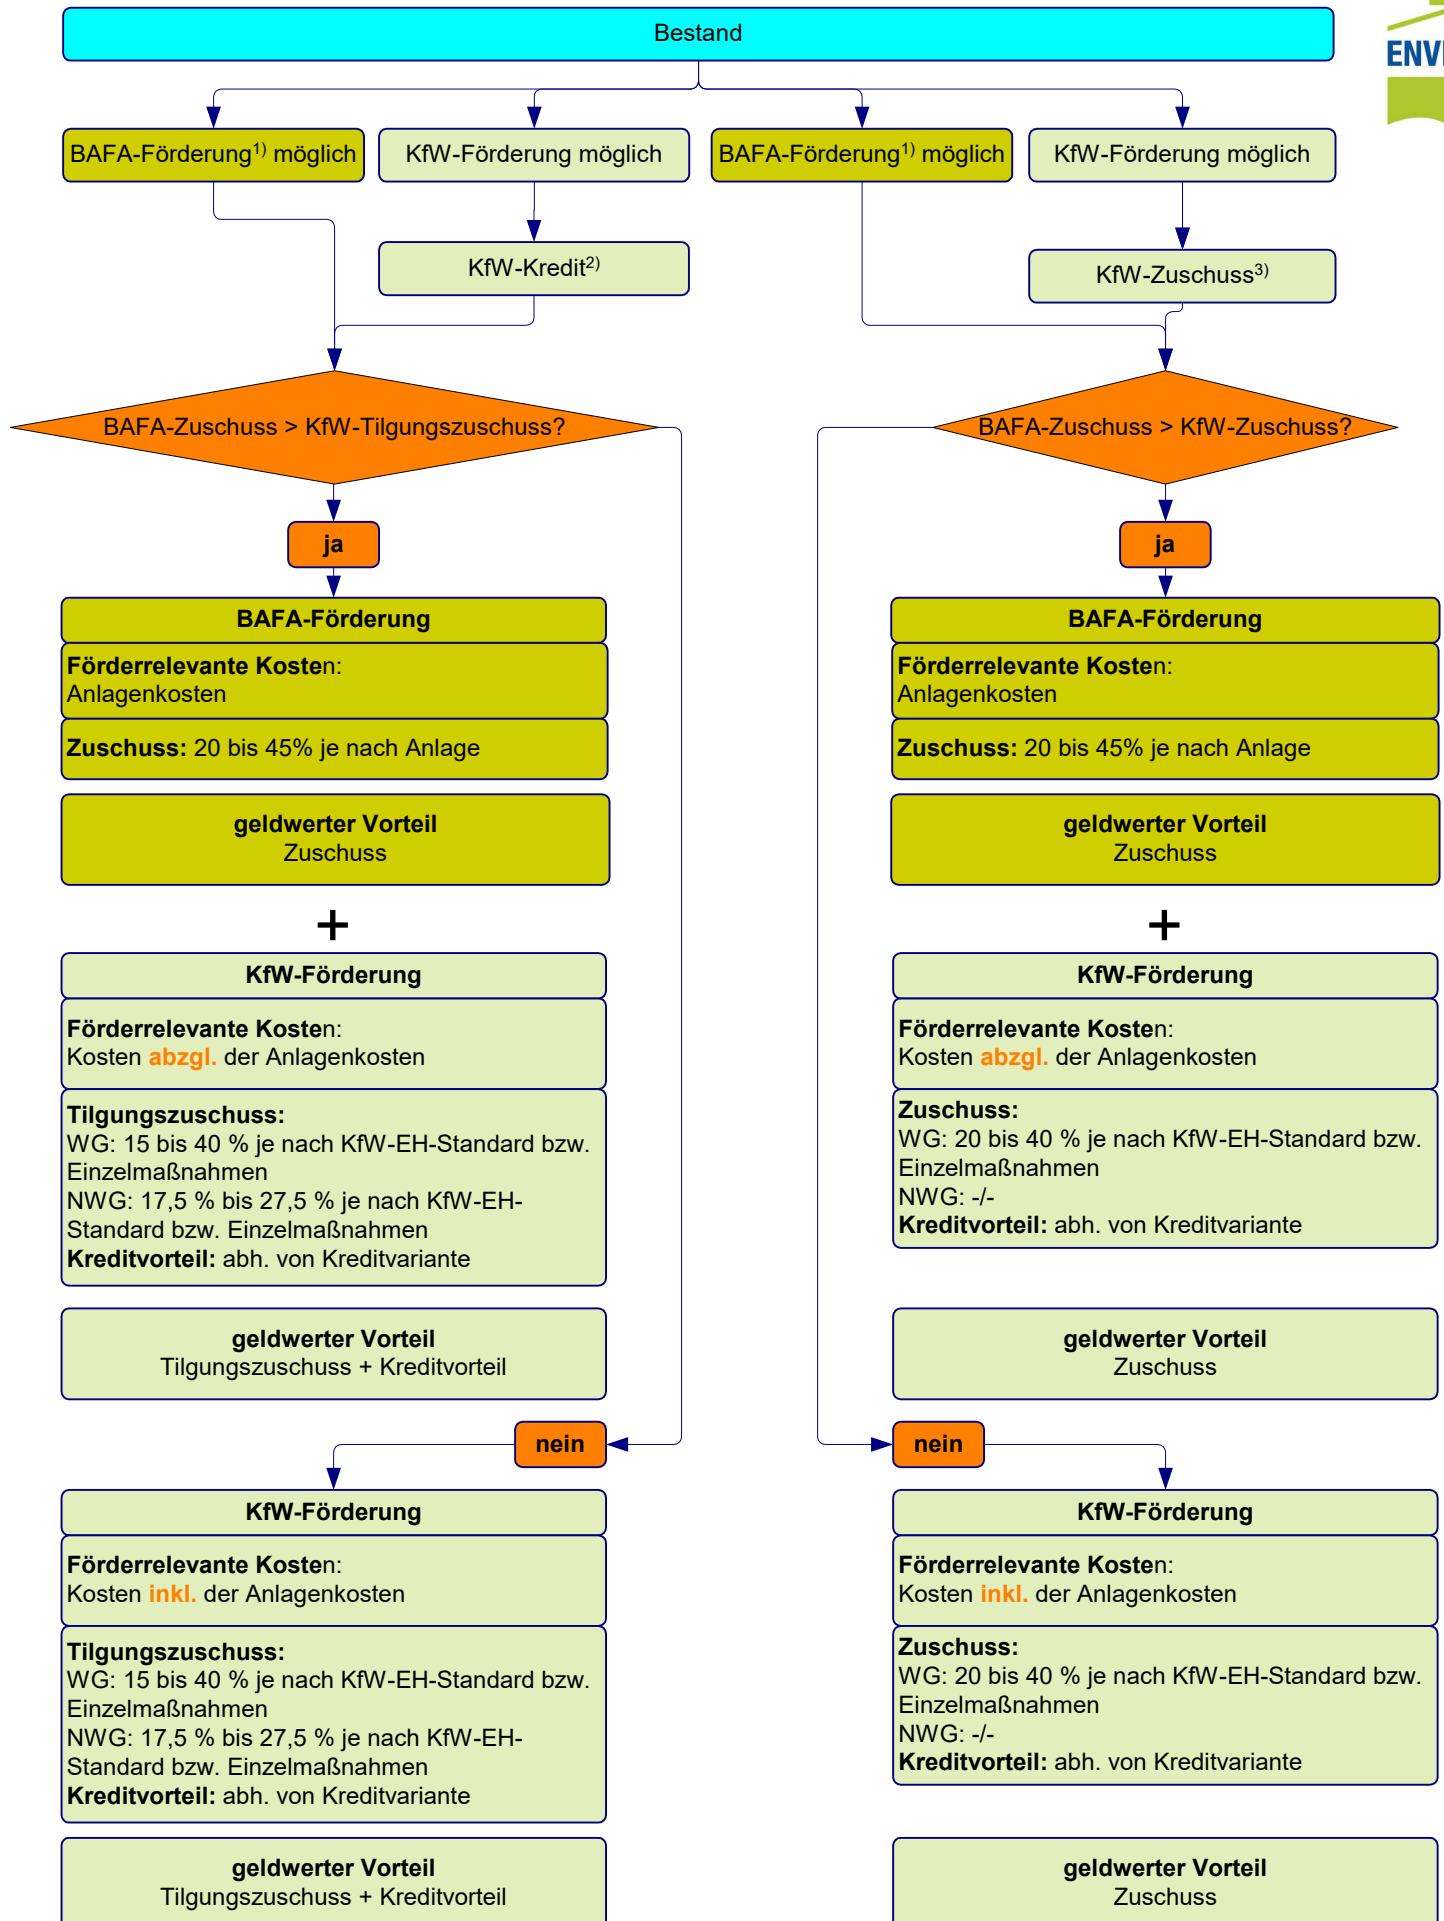 Bestand
ENVI
BAFA-Förderung1) möglich
KfW-Förderung möglich
BAFA-Förderung1) möglich
KfW-Förderung möglich
KfW-Kredit2)
KfW-Zuschuss3)
BAFA-Zuschuss > KfW-Tilgungszuschuss?
BAFA-Zuschuss > KfW-Zuschuss?
ja
ja
BAFA-Förderung
Förderrelevante Kosten:
Anlagenkosten
Zuschuss: 20 bis 45% je nach Anlage
geldwerter Vorteil
Zuschuss
+
KfW-Förderung
Förderrelevante Kosten:
Kosten abzgl. der Anlagenkosten
Tilgungszuschuss:
WG: 15 bis 40 % je nach KfW-EH-Standard bzw.
Einzelmaßnahmen
NWG: 17,5 % bis 27,5 % je nach KfW-EH-
Standard bzw. Einzelmaßnahmen
Kreditvorteil: abh. von Kreditvariante
geldwerter Vorteil
Tilgungszuschuss + Kreditvorteil
nein
KfW-Förderung
Förderrelevante Kosten:
Kosten inkl. der Anlagenkosten
Tilgungszuschuss:
WG: 15 bis 40 % je nach KfW-EH-Standard bzw.
Einzelmaßnahmen
NWG: 17,5 % bis 27,5 % je nach KfW-EH-
Standard bzw. Einzelmaßnahmen
Kreditvorteil: abh. von Kreditvariante
geldwerter Vorteil
Tilgungszuschuss + Kreditvorteil
BAFA-Förderung
Förderrelevante Kosten:
Anlagenkosten
Zuschuss: 20 bis 45% je nach Anlage
geldwerter Vorteil
Zuschuss
+
KfW-Förderung
Förderrelevante Kosten:
Kosten abzgl. der Anlagenkosten
Zuschuss:
WG: 20 bis 40 % je nach KfW-EH-Standard bzw.
Einzelmaßnahmen
NWG: -/-
Kreditvorteil: abh. von Kreditvariante
geldwerter Vorteil
Zuschuss
nein
KfW-Förderung
Förderrelevante Kosten:
Kosten inkl. der Anlagenkosten
Zuschuss:
WG: 20 bis 40 % je nach KfW-EH-Standard bzw.
Einzelmaßnahmen
NWG: -/-
Kreditvorteil: abh. von Kreditvariante
geldwerter Vorteil
Zuschuss